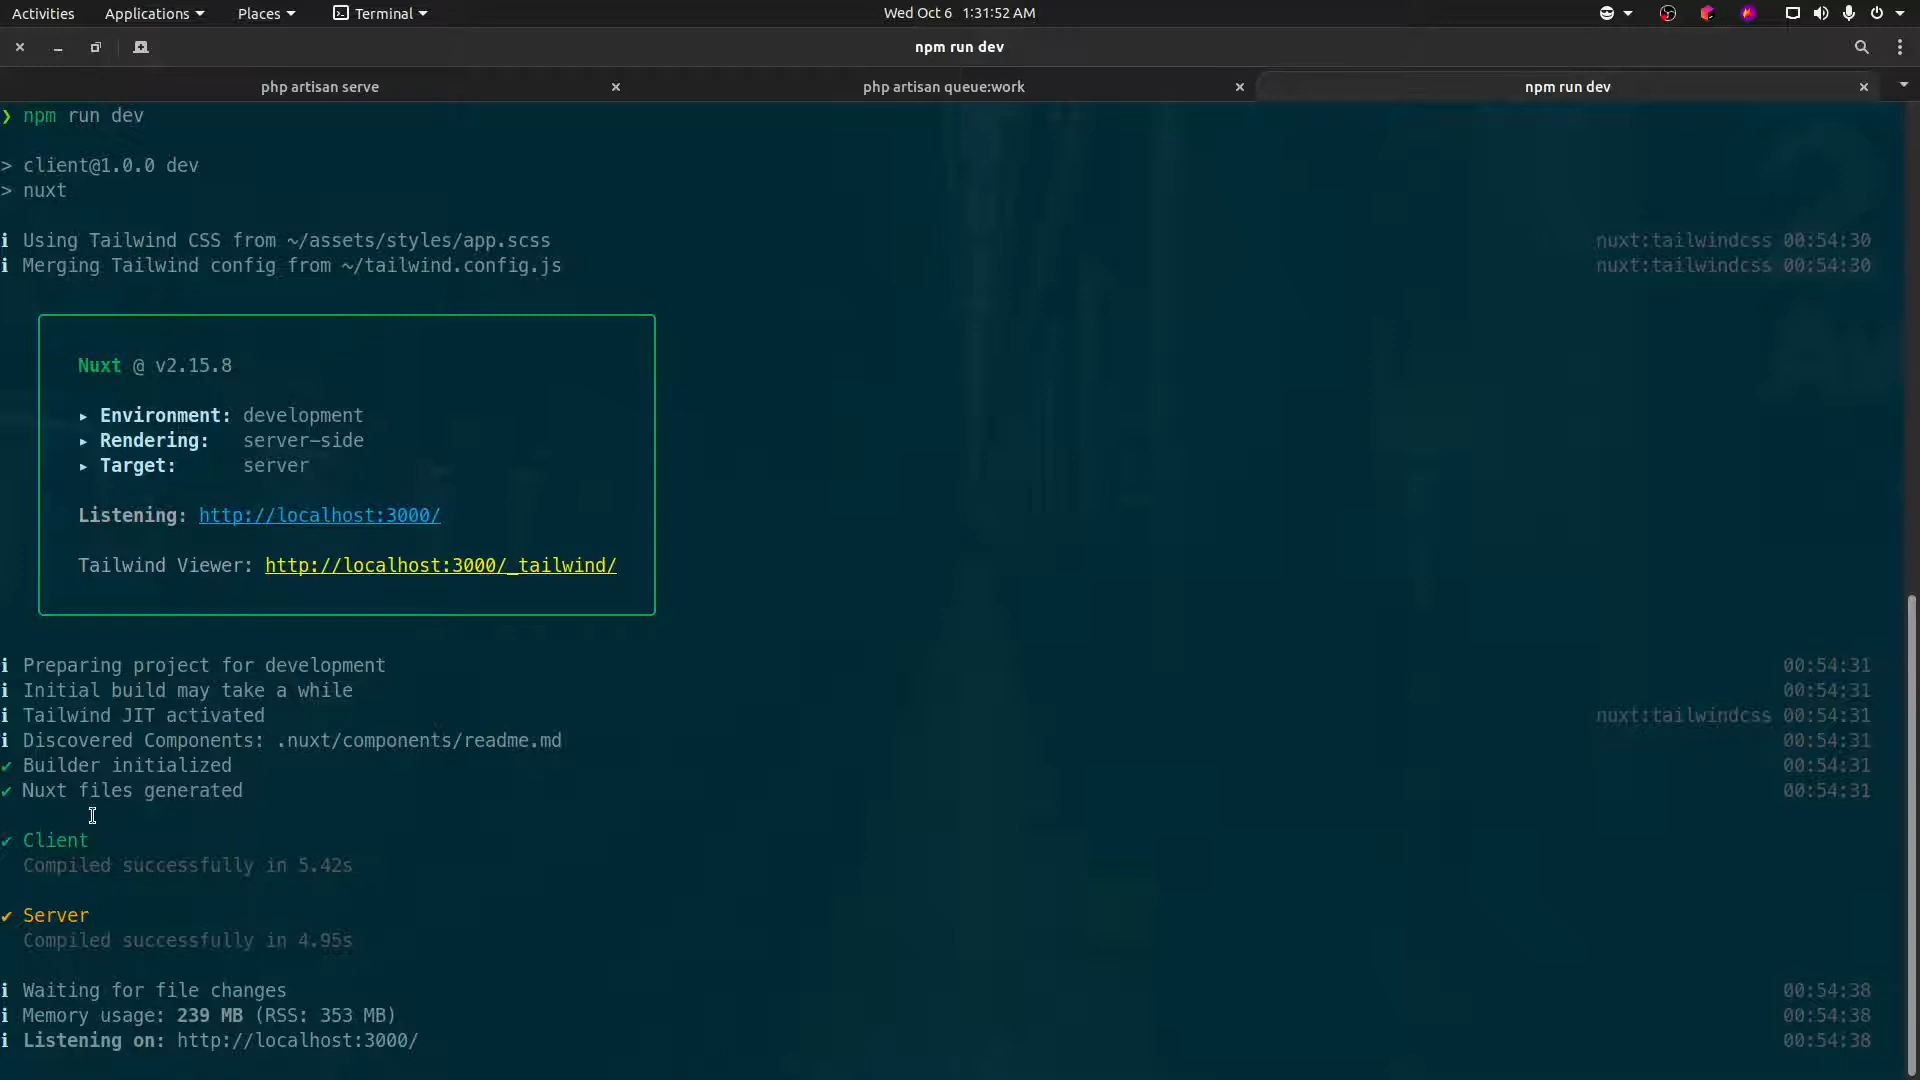 Activities Applications Places Terminal Wed Oct 6 1:31:52 AM
npm run dev
php artisan serve php artisan queue:work npm run dev
❯ npm run dev
> client@1.0.0 dev
> nuxt
ℹ Using Tailwind CSS from ~/assets/styles/app.scss nuxt:tailwindcss 00:54:30
ℹ Merging Tailwind config from ~/tailwind.config.js nuxt:tailwindcss 00:54:30
Nuxt @ v2.15.8
▸ Environment: development
▸ Rendering: server-side
▸ Target: server
Listening: http://localhost:3000/
Tailwind Viewer: http://localhost:3000/_tailwind/
ℹ Preparing project for development 00:54:31
ℹ Initial build may take a while 00:54:31
ℹ Tailwind JIT activated nuxt:tailwindcss 00:54:31
ℹ Discovered Components: .nuxt/components/readme.md 00:54:31
✔ Builder initialized 00:54:31
✔ Nuxt files generated 00:54:31
✔ Client
Compiled successfully in 5.42s
✔ Server
Compiled successfully in 4.95s
ℹ Waiting for file changes 00:54:38
ℹ Memory usage: 239 MB (RSS: 353 MB) 00:54:38
ℹ Listening on: http://localhost:3000/ 00:54:38